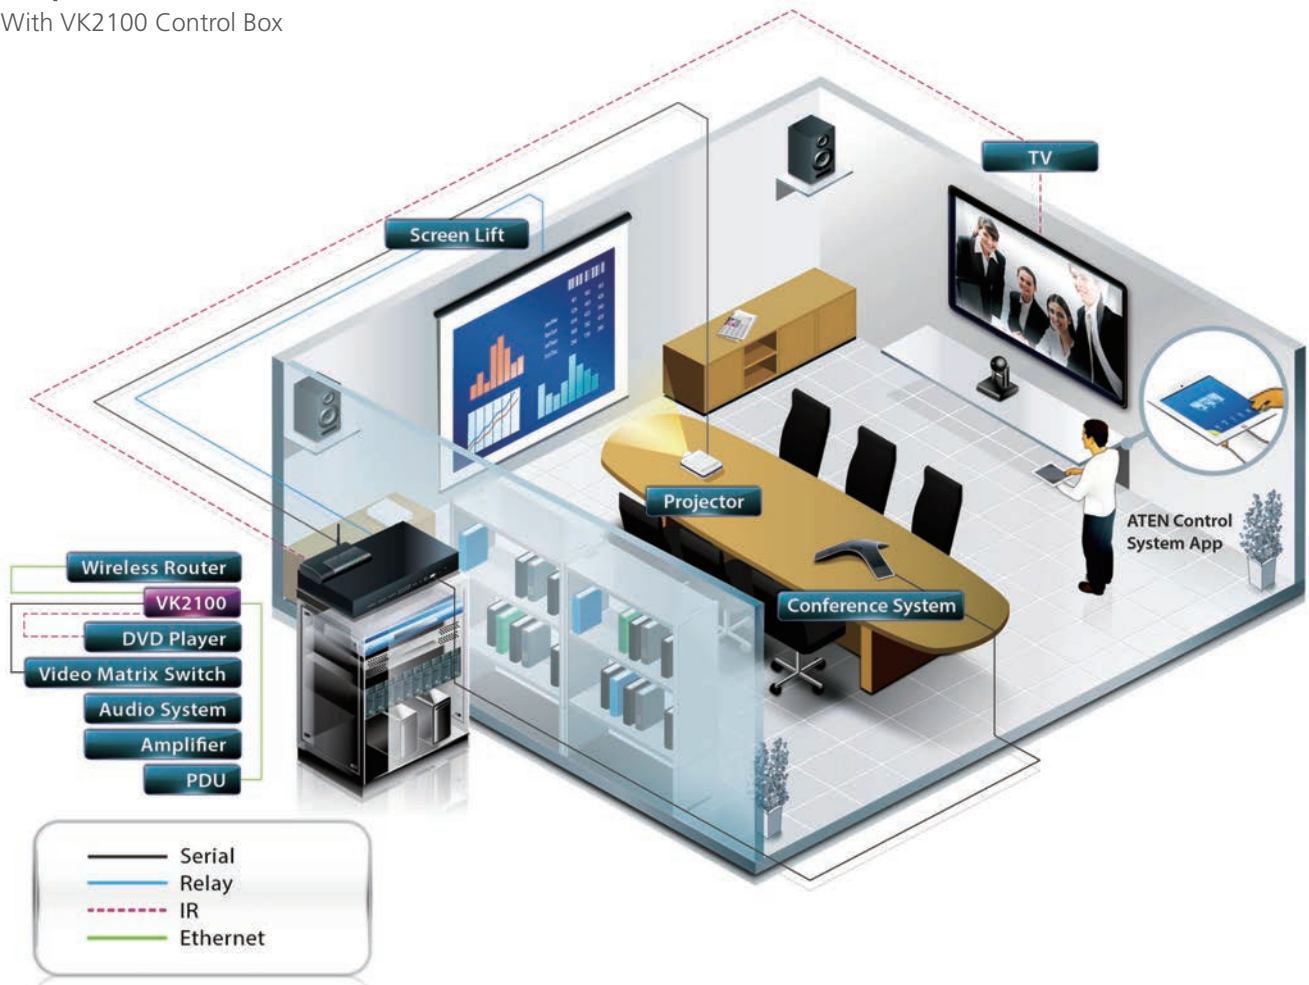 With VK2100 Control Box
TV
Screen Lift
Projector
ATEN Control
System App
Conference System
Wireless Router
VK2100
DVD Player
Video Matrix Switch
Audio System
Amplifier
PDU
Serial
Relay
IR
Ethernet